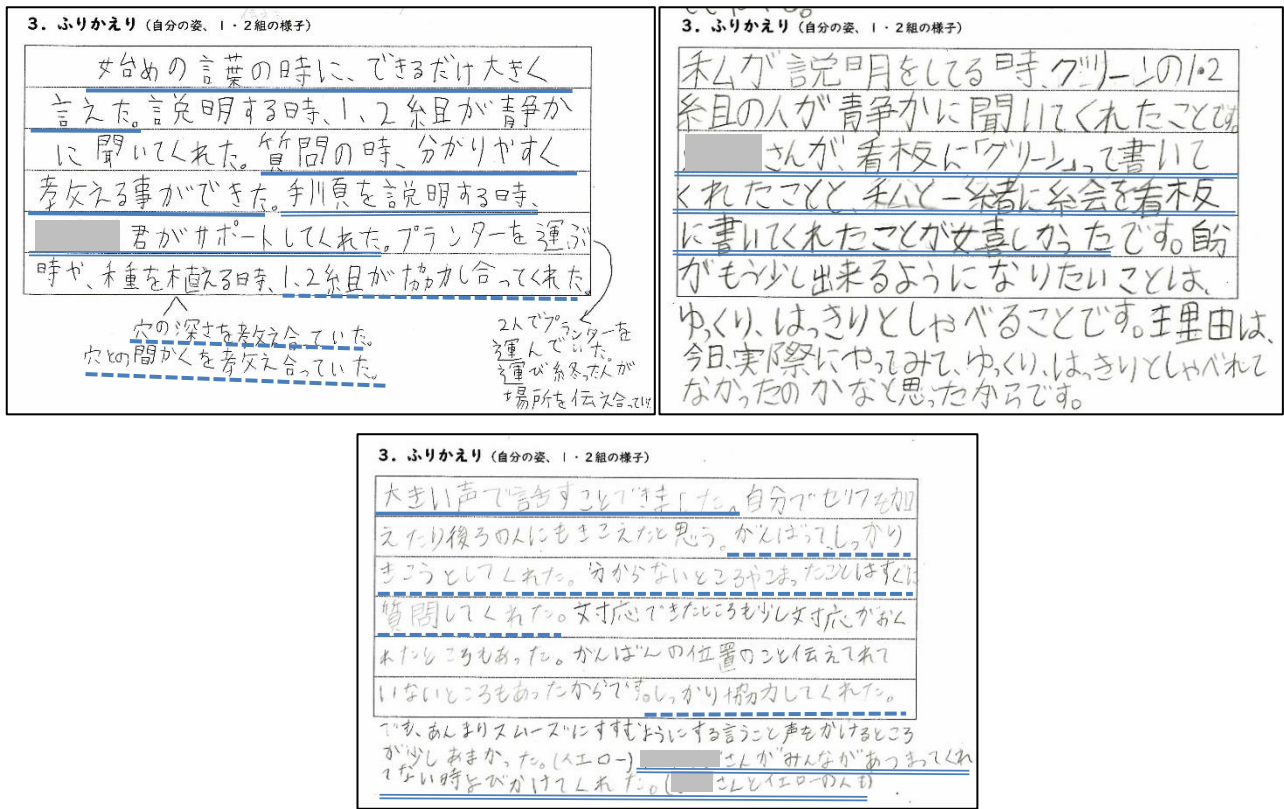 3. ふりかえり（自分の姿、1・2組の様子）
始めの言葉の時に、できるだけ大きく
言えた。説明する時、1、2組が静か
に聞いてくれた。質問の時、分かりやすく
教える事ができた。手順を説明する時、
君がサポートしてくれた。プランターを運ぶ
時や、種を植える時、1、2組が協力し合ってくれた。
穴の深さを教え合っていた。
穴との間かくを教え合っていた。
2人でプランターを
運んでいた。
運び終った人が
場所を伝え合って
3. ふりかえり（自分の姿、1・2組の様子）
私が説明をしてる時、グリーンの1・2
組の人が静かに聞いてくれたことです。
さんが、看板に「グリーン」って書いて
くれたことと、私と一緒に絵を看板
に書いてくれたことが嬉しかったです。自分
がもう少し出来るようになりたいことは、
ゆっくり、はっきりとしゃべることです。理由は、
今日、実際にやってみて、ゆっくり、はっきりとしゃべれて
なかったのかなと思ったからです。
3. ふりかえり（自分の姿、1・2組の様子）
大きい声で話すことできました。自分でセリフを加
えたり後ろの人にもきこえたと思う。がんばって、しっかり
きこうとしてくれた。分からないところやこまったことはすぐに
質問してくれた。対応できたところも少し対応がおく
れたところもあった。かんばんの位置のこと伝えてれて
いないところもあったからです。しっかり協力してくれた。
でも、あんまりスムーズにすすむようにする言うこと声をかけるところ
が少しあまかった。(イエロー) さんがみんながあつまってくれ
てない時よびかけてくれた。( さんとイエローの人も)